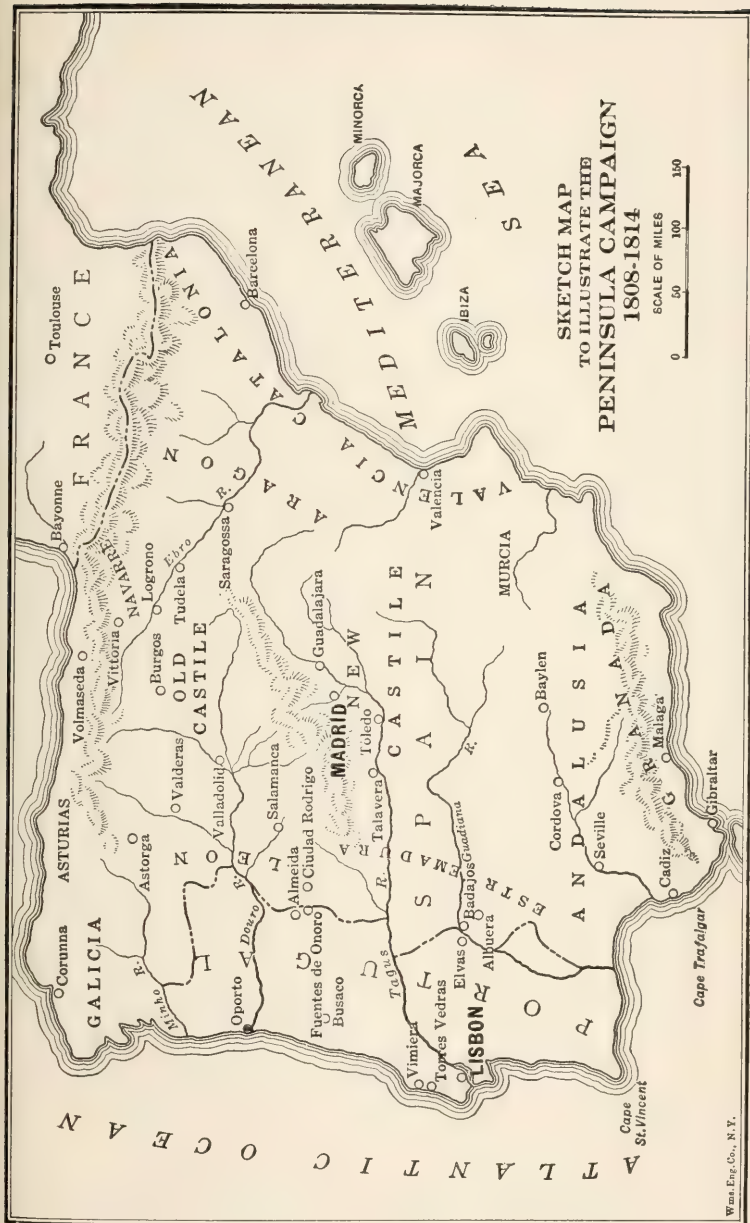 SKETCH MAP
TO ILLUSTRATE THE
PENINSULA CAMPAIGN
1808-1814
SCALE OF MILES
0 50 100 150
ATLANTIC OCEAN
MEDITERRANEAN
SEA
FRANCE
SPAIN
PORTUGAL
GALICIA
ASTURIAS
LEON
OLD
CASTILE
NAVARRE
ARAGON
CATALONIA
NEW
CASTILE
VALENCIA
ESTREMADRA
MURCIA
ANDALUSIA
GRANADA
Corunna
Astorga
Valderas
Volmaseda
Vittoria
Bayonne
Toulouse
Burgos
Logrono
Tudela
Ebro
R.
Saragossa
Barcelona
Minho
R.
Oporto
Douro
R.
Valladolid
Salamanca
Almeida
Ciudad Rodrigo
Fuentes de Onoro
Busaco
MADRID
Guadalajara
Toledo
Talavera
Tagus
R.
Vimiera
Torres Vedras
LISBON
Elvas
Badajos
Albuera
Guadiana
R.
Valencia
Baylen
Cordova
Seville
Cadiz
Malaga
Gibraltar
Cape Trafalgar
Cape
St.Vincent
MINORCA
MAJORCA
IBIZA
Wms.Eng.Co., N.Y.